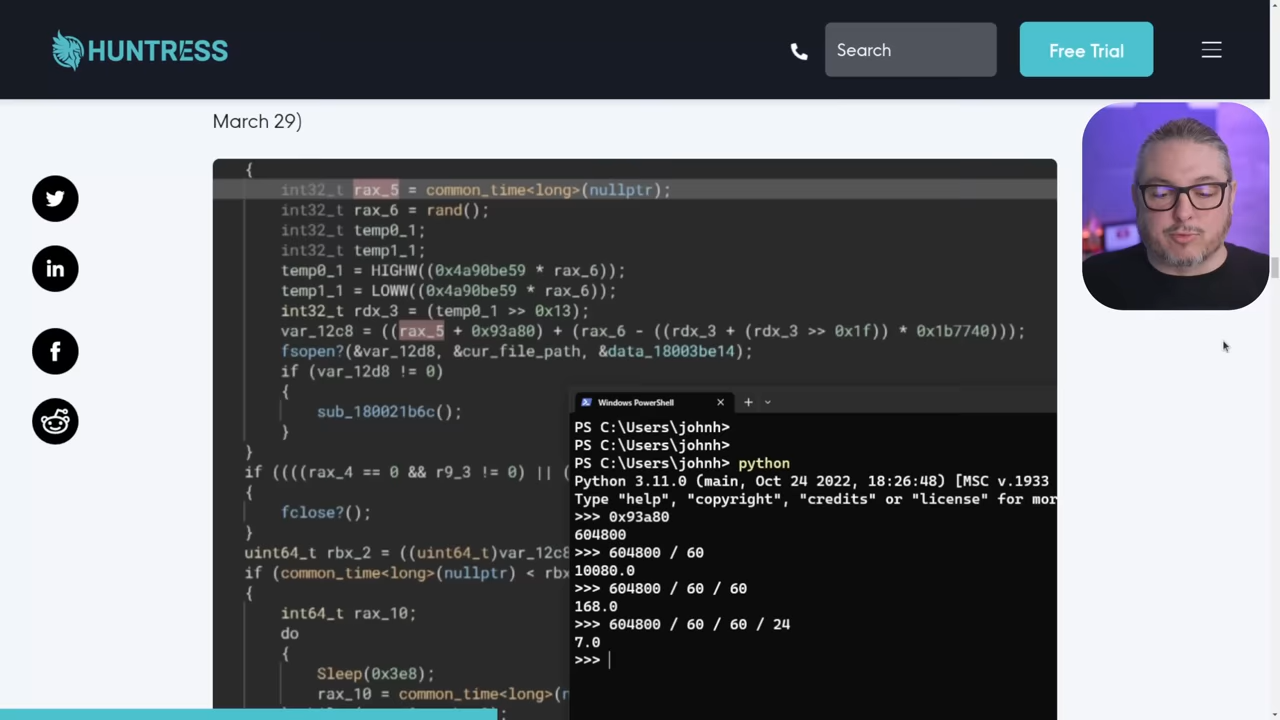 HUNTRESS
Search
Free Trial
March 29)
{
int32_t rax_5 = common_time<long>(nullptr);
int32_t rax_6 = rand();
int32_t temp0_1;
int32_t temp1_1;
temp0_1 = HIGHW((0x4a90be59 * rax_6));
temp1_1 = LOWW((0x4a90be59 * rax_6));
int32_t rdx_3 = (temp0_1 >> 0x13);
var_12c8 = ((rax_5 + 0x93a80) + (rax_6 - ((rdx_3 + (rdx_3 >> 0x1f)) * 0x1b7740)));
fsopen?(&var_12d8, &cur_file_path, &data_18003be14);
if (var_12d8 != 0)
{
sub_180021b6c();
}
}
if ((((rax_4 == 0 && r9_3 != 0) || (
{
fclose?();
}
uint64_t rbx_2 = ((uint64_t)var_12c8
if (common_time<long>(nullptr) < rbx
{
int64_t rax_10;
do
{
Sleep(0x3e8);
rax_10 = common_time<long>(n
Windows PowerShell
PS C:\Users\johnh>
PS C:\Users\johnh>
PS C:\Users\johnh> python
Python 3.11.0 (main, Oct 24 2022, 18:26:48) [MSC v.1933
Type "help", "copyright", "credits" or "license" for mor
>>> 0x93a80
604800
>>> 604800 / 60
10080.0
>>> 604800 / 60 / 60
168.0
>>> 604800 / 60 / 60 / 24
7.0
>>>